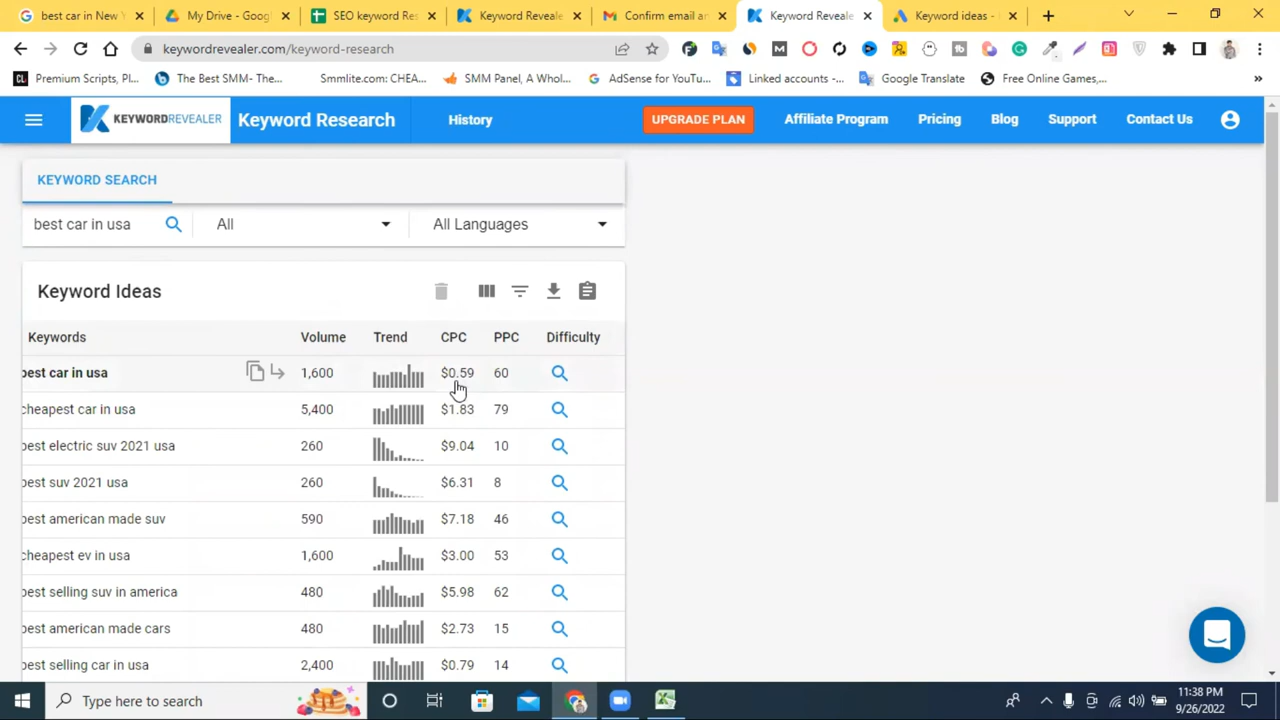 best car in New Y
My Drive - Googl
SEO keyword Res
Keyword Reveale
Confirm email an
Keyword Reveale
Keyword ideas -
keywordrevealer.com/keyword-research
Premium Scripts, Pl...
The Best SMM- The...
Smmlite.com: CHEA...
SMM Panel, A Whol...
AdSense for YouTu...
Linked accounts -...
Google Translate
Free Online Games,...
KEYWORDREVEALER
Keyword Research
History
UPGRADE PLAN
Affiliate Program
Pricing
Blog
Support
Contact Us
KEYWORD SEARCH
best car in usa
All
All Languages
Keyword Ideas
Keywords Volume Trend CPC PPC Difficulty
best car in usa 1,600 $0.59 60
cheapest car in usa 5,400 $1.83 79
best electric suv 2021 usa 260 $9.04 10
best suv 2021 usa 260 $6.31 8
best american made suv 590 $7.18 46
cheapest ev in usa 1,600 $3.00 53
best selling suv in america 480 $5.98 62
best american made cars 480 $2.73 15
best selling car in usa 2,400 $0.79 14
Type here to search
11:38 PM
9/26/2022